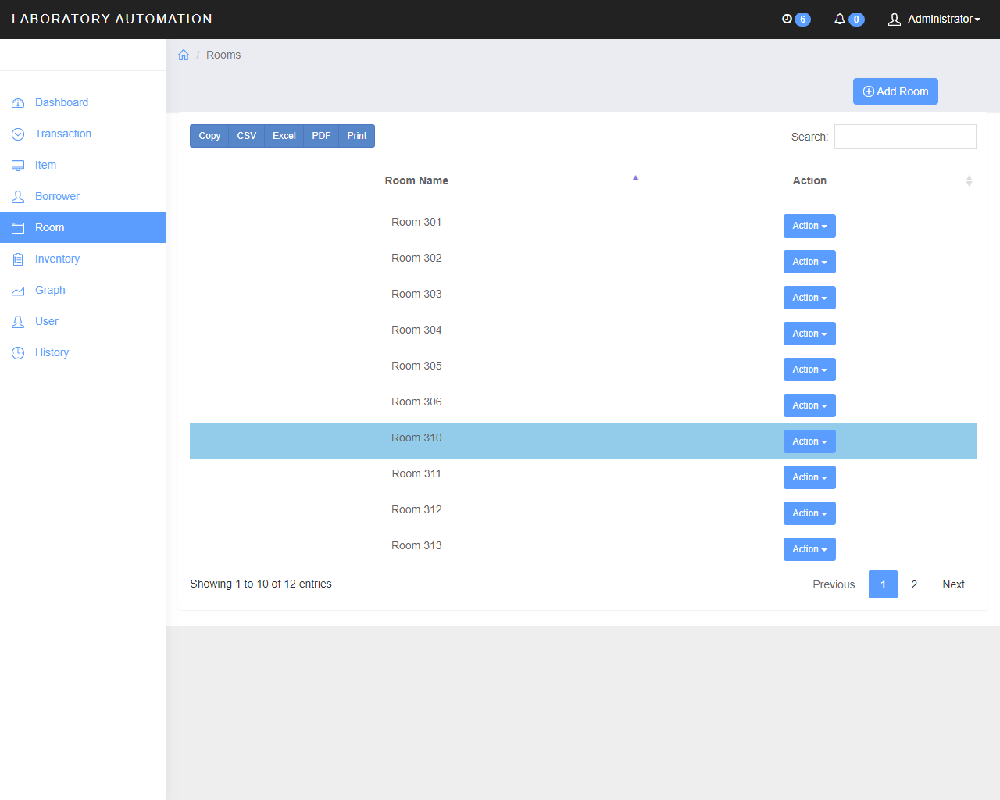 LABORATORY AUTOMATION
6
0
Administrator
/ Rooms
Add Room
Dashboard
Transaction
Item
Borrower
Room
Inventory
Graph
User
History
Copy CSV Excel PDF Print
Search:
Room Name Action
Room 301 Action
Room 302 Action
Room 303 Action
Room 304 Action
Room 305 Action
Room 306 Action
Room 310 Action
Room 311 Action
Room 312 Action
Room 313 Action
Showing 1 to 10 of 12 entries
Previous 1 2 Next